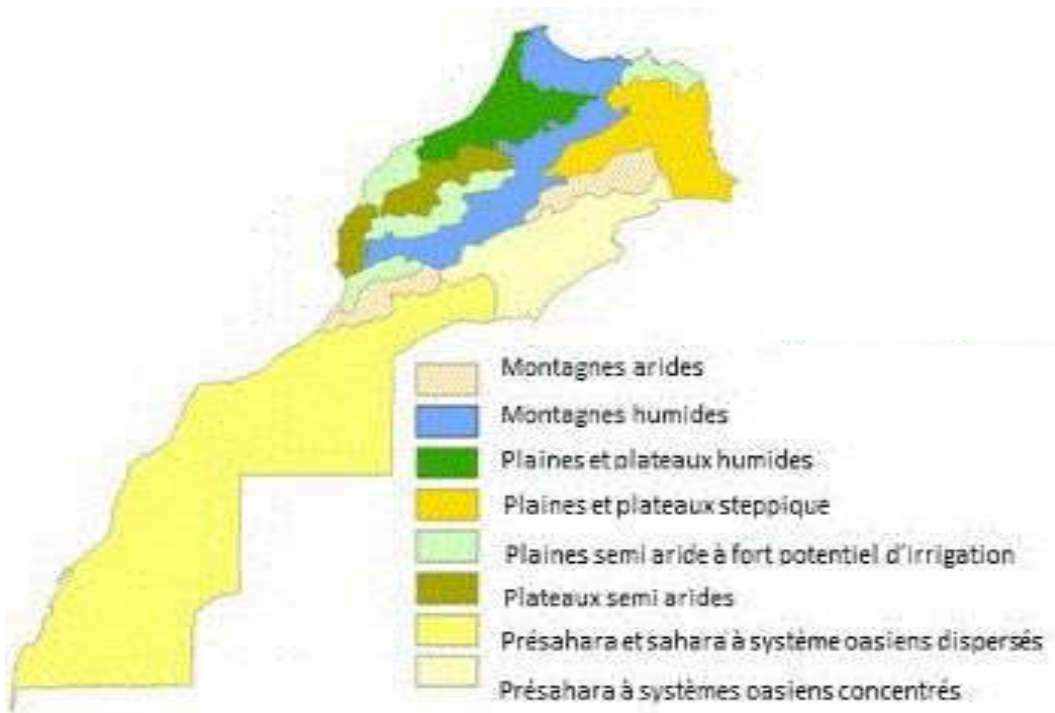 Montagnes arides
Montagnes humides
Plaines et plateaux humides
Plaines et plateaux steppique
Plaines semi aride à fort potentiel d'irrigation
Plateaux semi arides
Présahara et sahara à système oasiens dispersés
Présahara à systèmes oasiens concentrés